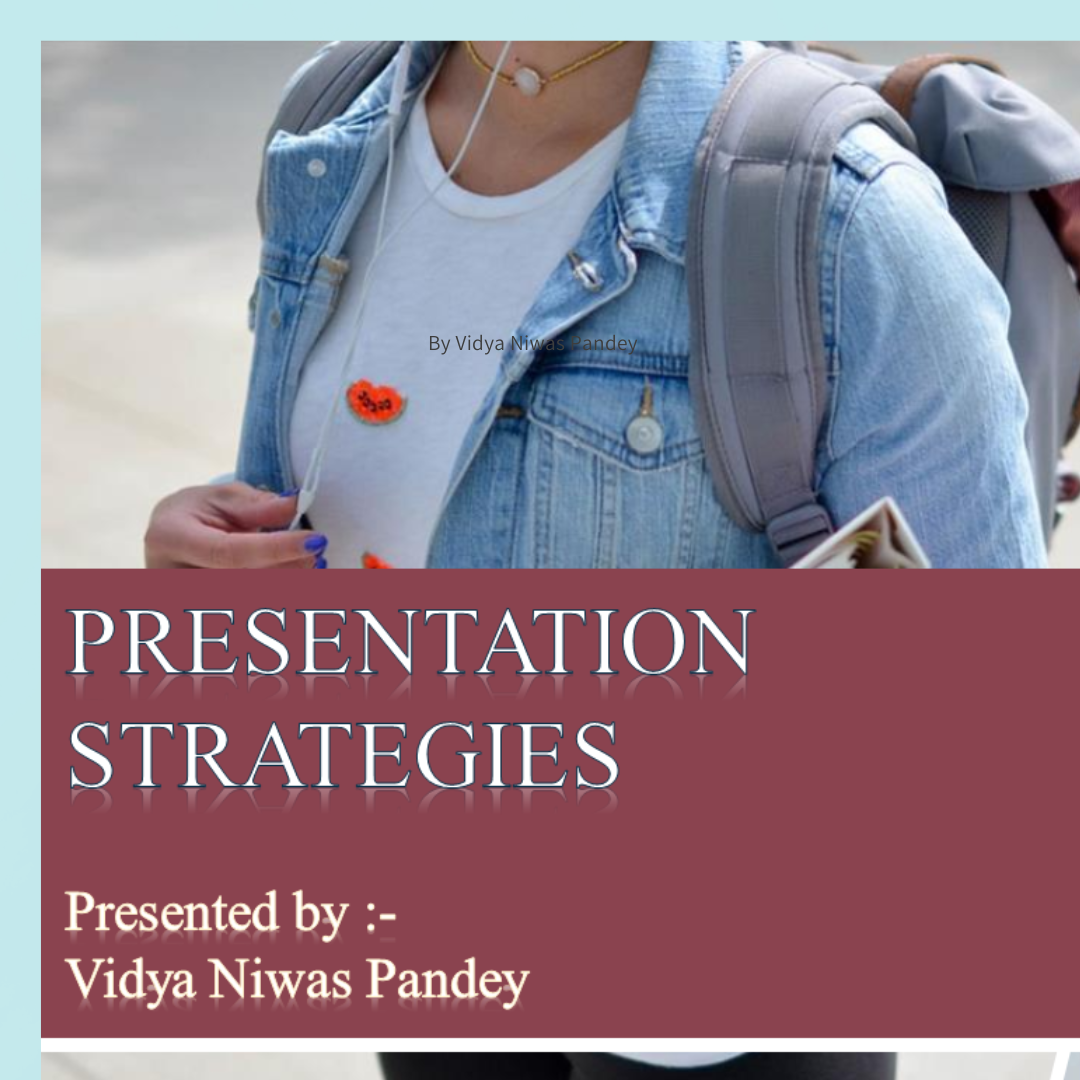 By Vidya Niwas Pandey
PRESENTATION
STRATEGIES
Presented by :-
Vidya Niwas Pandey